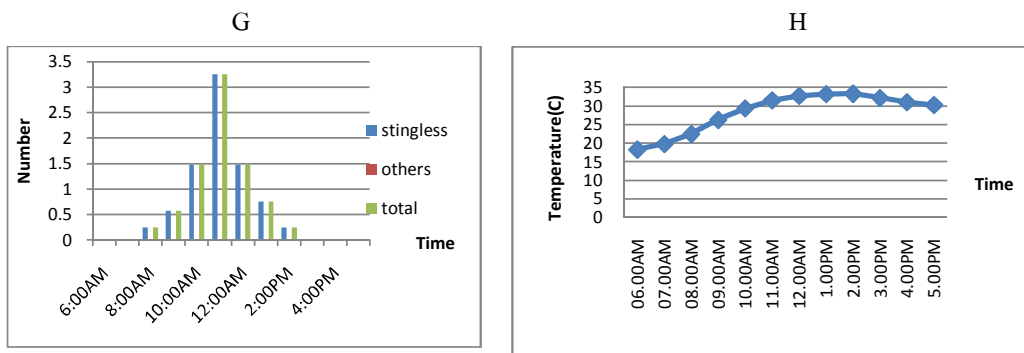 G
3.5
3
2.5
2
1.5
1
0.5
0
Number
6:00AM
8:00AM
10:00AM
12:00AM
2:00PM
4:00PM
Time
stingless
others
total
H
35
30
25
20
15
10
5
0
Temperature(C)
06.00AM
07.00AM
08.00AM
09.00AM
10.00AM
11.00AM
12.00AM
1.00PM
2.00PM
3.00PM
4.00PM
5.00PM
Time